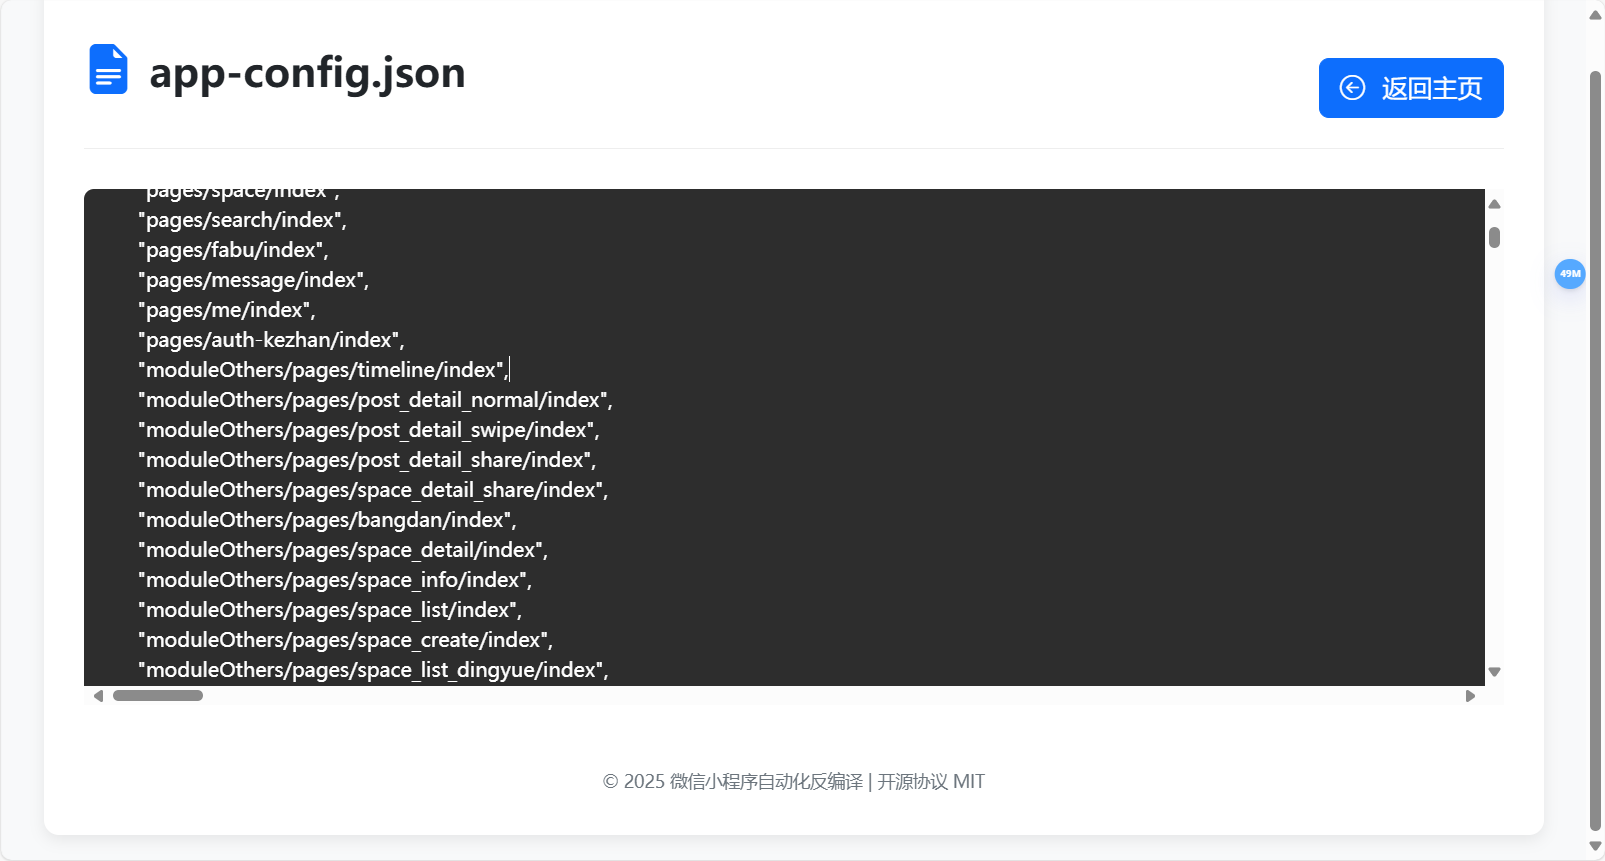 app-config.json
返回主页
"pages/space/index",
"pages/search/index",
"pages/fabu/index",
"pages/message/index",
"pages/me/index",
"pages/auth-kezhan/index",
"moduleOthers/pages/timeline/index",
"moduleOthers/pages/post_detail_normal/index",
"moduleOthers/pages/post_detail_swipe/index",
"moduleOthers/pages/post_detail_share/index",
"moduleOthers/pages/space_detail_share/index",
"moduleOthers/pages/bangdan/index",
"moduleOthers/pages/space_detail/index",
"moduleOthers/pages/space_info/index",
"moduleOthers/pages/space_list/index",
"moduleOthers/pages/space_create/index",
"moduleOthers/pages/space_list_dingyue/index",
49M
© 2025 微信小程序自动化反编译 | 开源协议 MIT